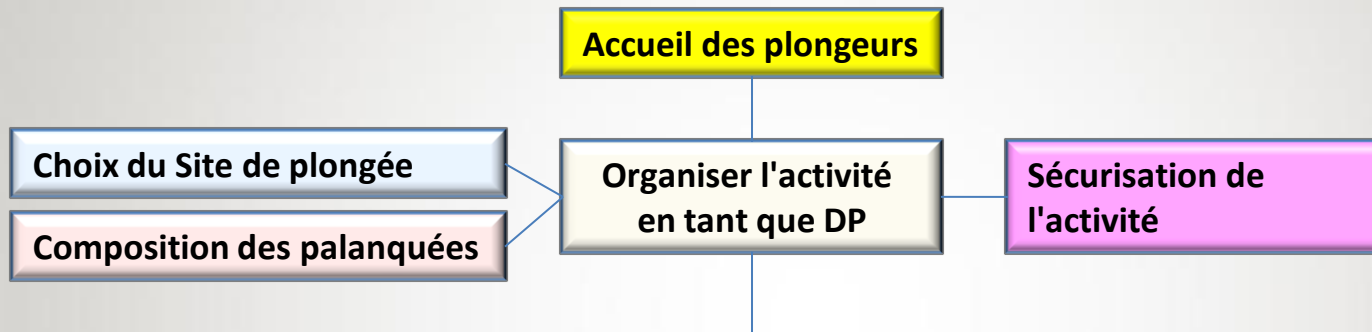 Accueil des plongeurs
Choix du Site de plongée
Composition des palanquées
Organiser l'activité
en tant que DP
Sécurisation de
l'activité